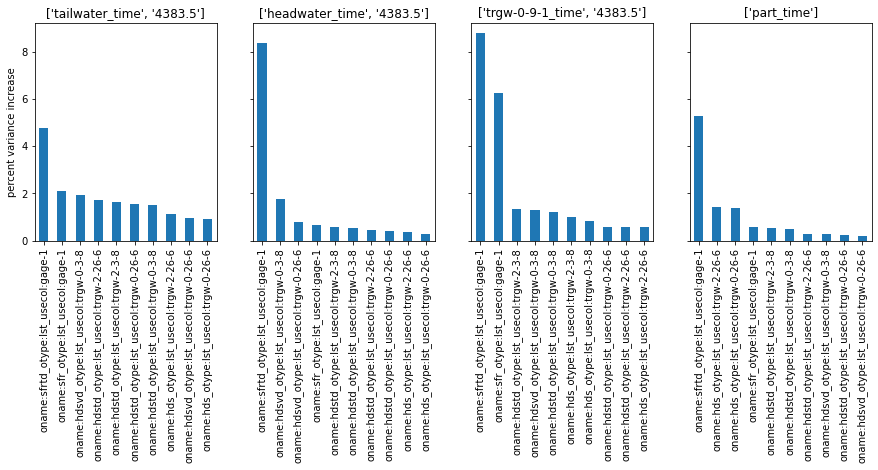 ['tailwater_time', '4383.5']
['headwater_time', '4383.5']
['trgw-0-9-1_time', '4383.5']
['part_time']
percent variance increase
8
6
4
2
0
oname:sfrtd_otype:lst_usecol:gage-1
oname:sfr_otype:lst_usecol:gage-1
oname:hdsvd_otype:lst_usecol:trgw-0-3-8
oname:hdstd_otype:lst_usecol:trgw-2-26-6
oname:hdstd_otype:lst_usecol:trgw-2-3-8
oname:hdstd_otype:lst_usecol:trgw-0-26-6
oname:hdstd_otype:lst_usecol:trgw-0-3-8
oname:hds_otype:lst_usecol:trgw-2-26-6
oname:hdsvd_otype:lst_usecol:trgw-0-26-6
oname:hds_otype:lst_usecol:trgw-0-26-6
oname:sfrtd_otype:lst_usecol:gage-1
oname:hdsvd_otype:lst_usecol:trgw-0-3-8
oname:hdsvd_otype:lst_usecol:trgw-0-26-6
oname:sfr_otype:lst_usecol:gage-1
oname:hdstd_otype:lst_usecol:trgw-2-3-8
oname:hdstd_otype:lst_usecol:trgw-0-3-8
oname:hdstd_otype:lst_usecol:trgw-2-26-6
oname:hdstd_otype:lst_usecol:trgw-0-26-6
oname:hds_otype:lst_usecol:trgw-2-26-6
oname:hds_otype:lst_usecol:trgw-0-26-6
oname:sfrtd_otype:lst_usecol:gage-1
oname:sfr_otype:lst_usecol:gage-1
oname:hdstd_otype:lst_usecol:trgw-2-3-8
oname:hdsvd_otype:lst_usecol:trgw-0-3-8
oname:hdstd_otype:lst_usecol:trgw-0-3-8
oname:hds_otype:lst_usecol:trgw-2-3-8
oname:hds_otype:lst_usecol:trgw-0-3-8
oname:hdstd_otype:lst_usecol:trgw-0-26-6
oname:hdstd_otype:lst_usecol:trgw-2-26-6
oname:hds_otype:lst_usecol:trgw-2-26-6
oname:sfrtd_otype:lst_usecol:gage-1
oname:hdstd_otype:lst_usecol:trgw-2-26-6
oname:hdstd_otype:lst_usecol:trgw-0-26-6
oname:sfr_otype:lst_usecol:gage-1
oname:hdstd_otype:lst_usecol:trgw-2-3-8
oname:hdstd_otype:lst_usecol:trgw-0-3-8
oname:hds_otype:lst_usecol:trgw-2-26-6
oname:hdsvd_otype:lst_usecol:trgw-0-3-8
oname:hds_otype:lst_usecol:trgw-0-26-6
oname:hdsvd_otype:lst_usecol:trgw-0-26-6